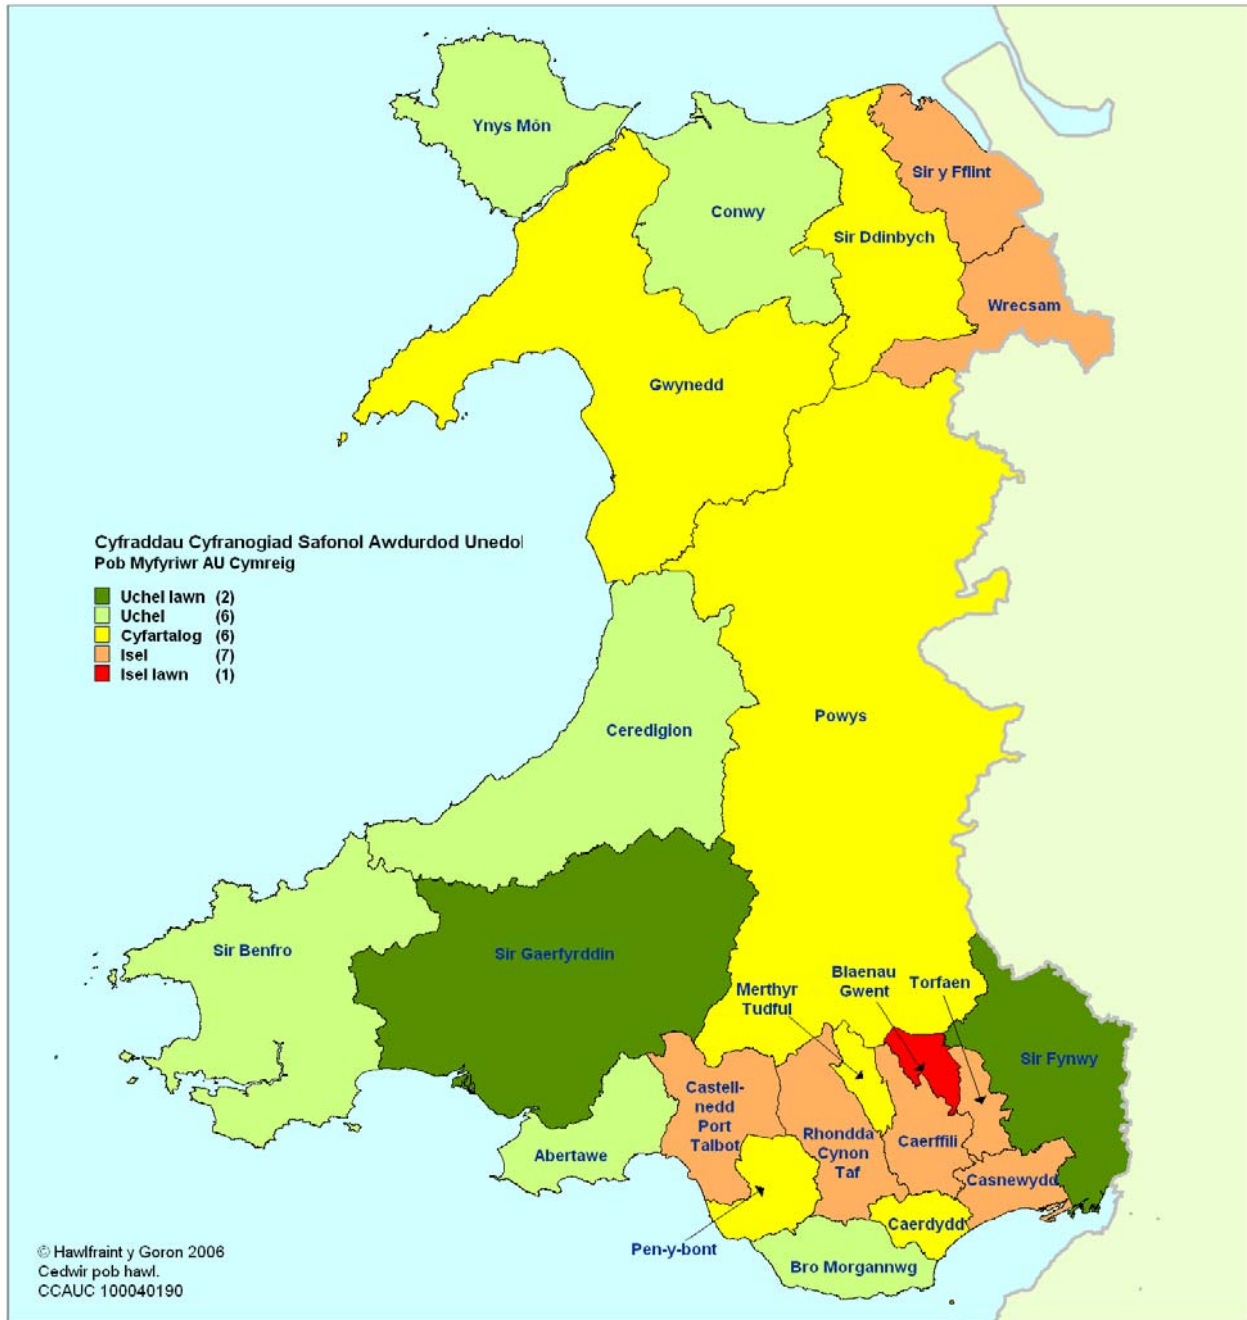 Ynys Môn
Sir y Fflint
Conwy
Sir Ddinbych
Wrecsam
Gwynedd
Cyfraddau Cyfranogiad Safonol Awdurdod Unedol
Pob Myfyriwr AU Cymreig
Uchel Iawn (2)
Uchel (6)
Cyfartalog (6)
Isel (7)
Isel Iawn (1)
Powys
Ceredigion
Sir Benfro
Sir Gaerfyrddin
Blaenau
Gwent
Torfaen
Merthyr
Tudful
Sir Fynwy
Castell-
nedd
Port
Talbot
Rhondda
Cynon
Taf
Caerffili
Abertawe
Casnewydd
Caerdydd
Pen-y-bont
Bro Morgannwg
© Hawlfraint y Goron 2006
Cedwir pob hawl.
CCAUC 100040190